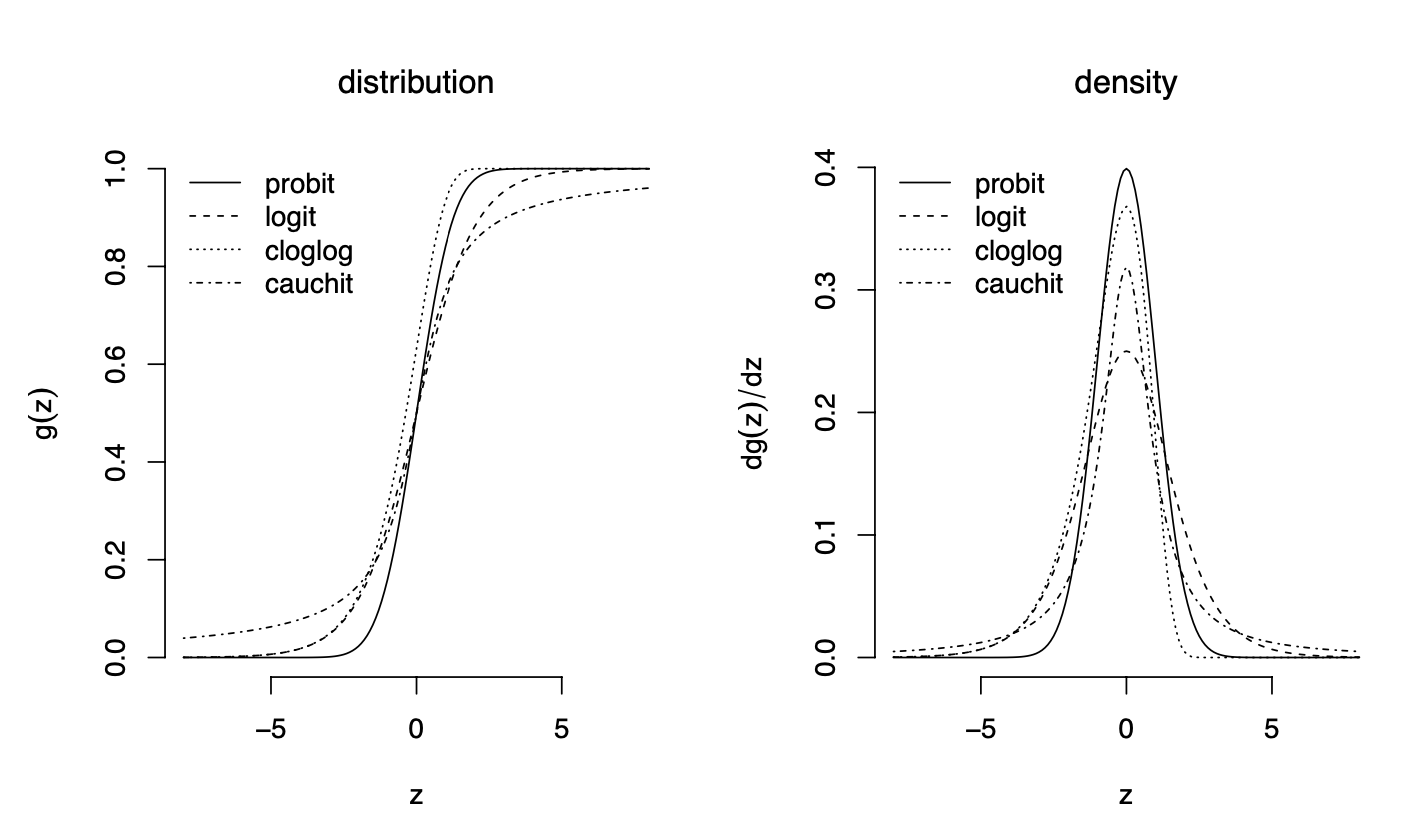 distribution
g(z)
1.0
0.8
0.6
0.4
0.2
0.0
probit
logit
cloglog
cauchit
−5 0 5
z
density
dg(z)/dz
0.4
0.3
0.2
0.1
0.0
probit
logit
cloglog
cauchit
−5 0 5
z